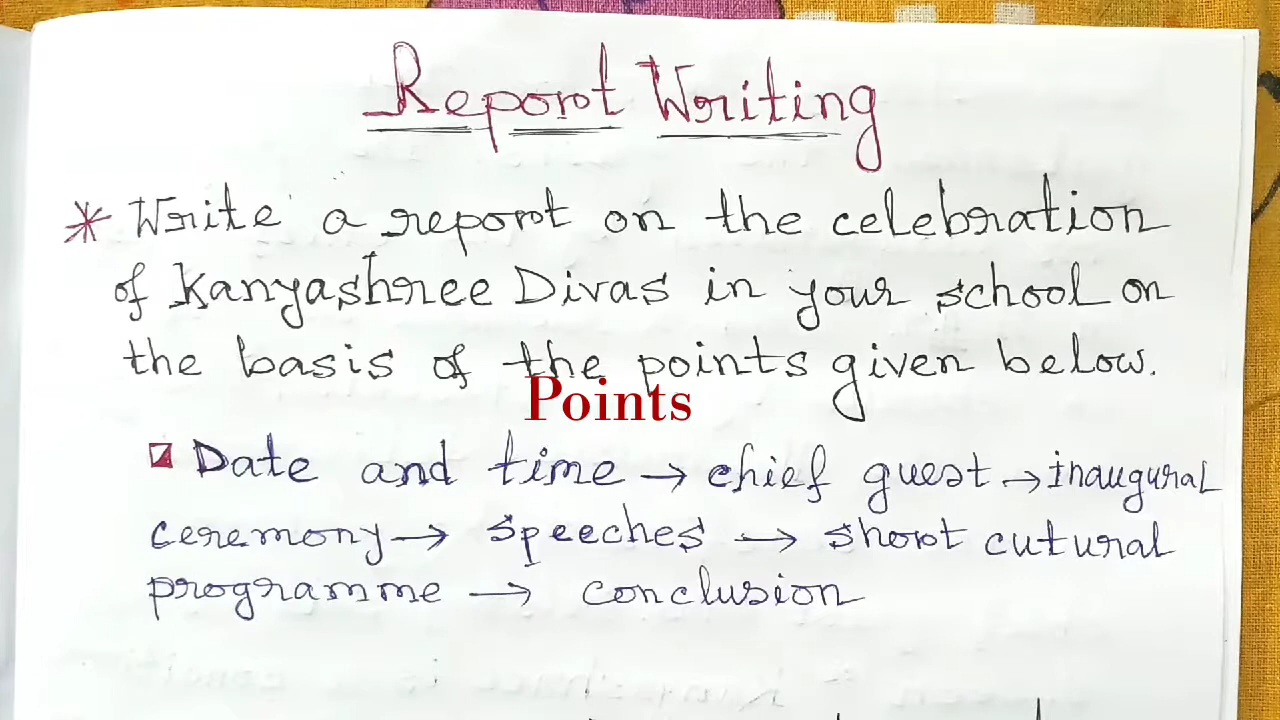 Report Writing
* Write a report on the celebration
of Kanyashree Divas in your school on
the basis of the points given below.
Points
Date and time → chief guest → inaugural
ceremony → speeches → short cutural
programme → conclusion